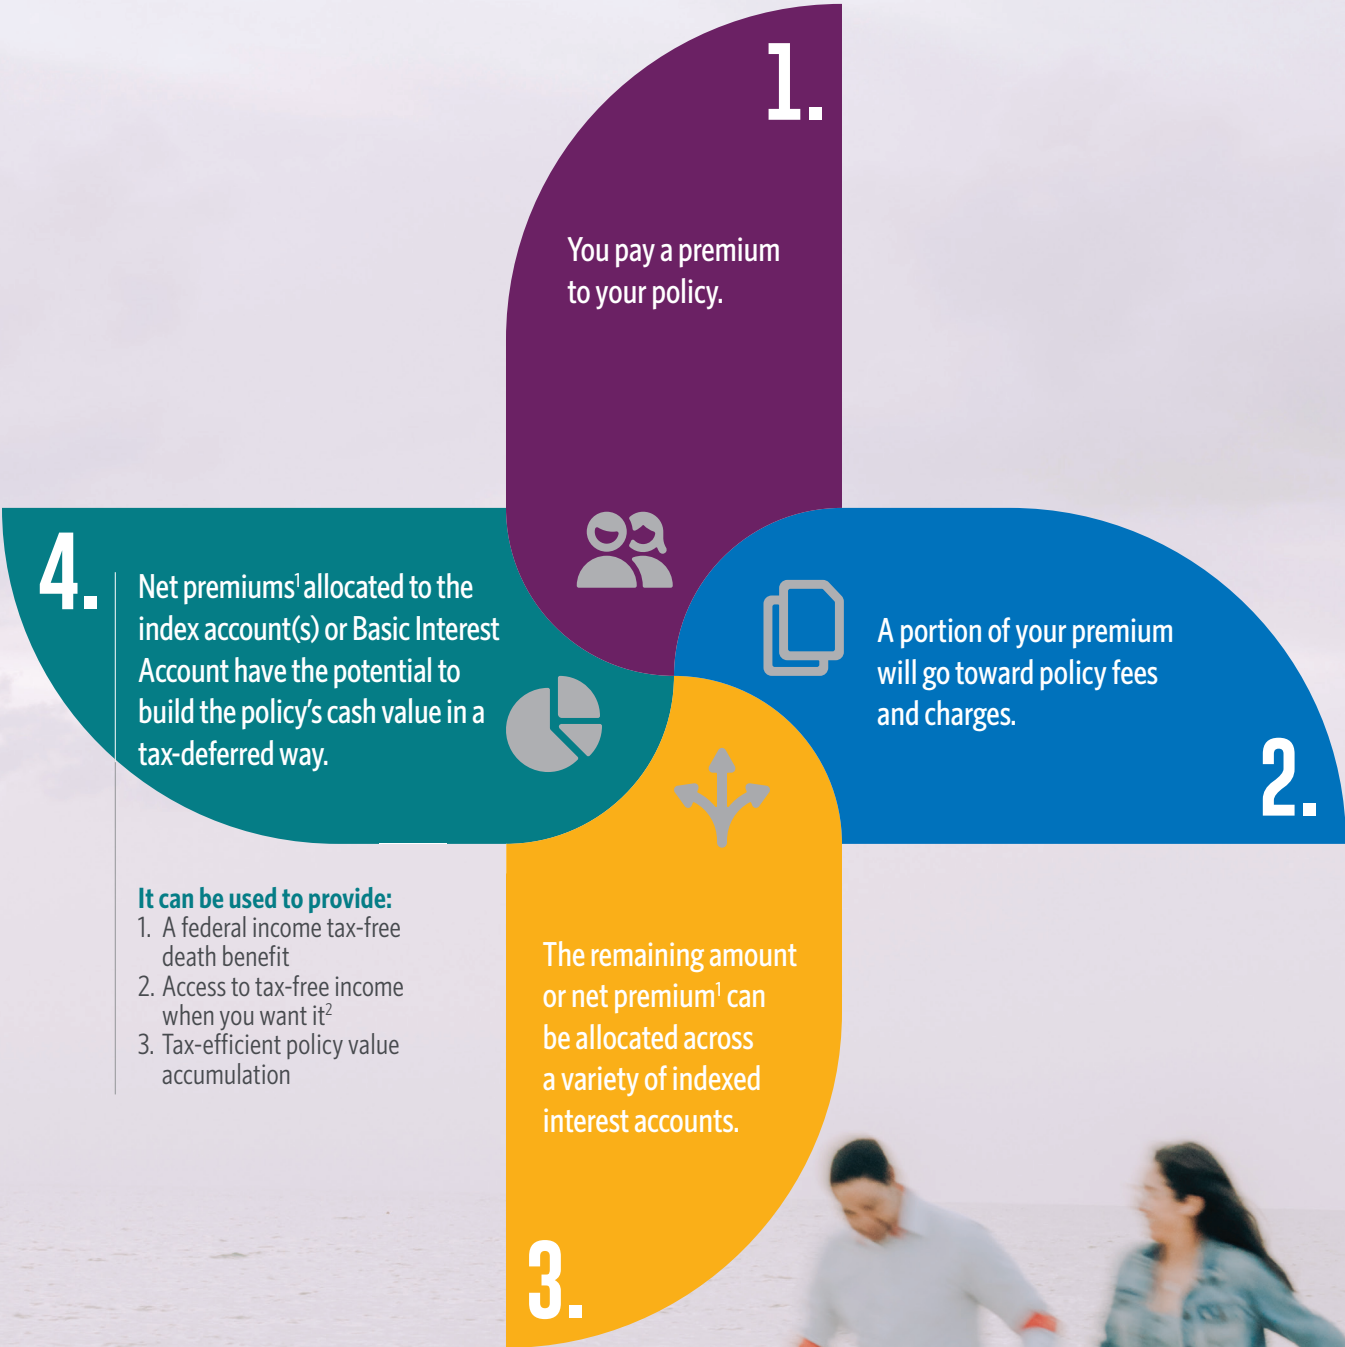 1.
You pay a premium
to your policy.
2.
A portion of your premium
will go toward policy fees
and charges.
3.
The remaining amount
or net premium¹ can
be allocated across
a variety of indexed
interest accounts.
4.
Net premiums¹ allocated to the
index account(s) or Basic Interest
Account have the potential to
build the policy’s cash value in a
tax-deferred way.
It can be used to provide:
1. A federal income tax-free
death benefit
2. Access to tax-free income
when you want it²
3. Tax-efficient policy value
accumulation